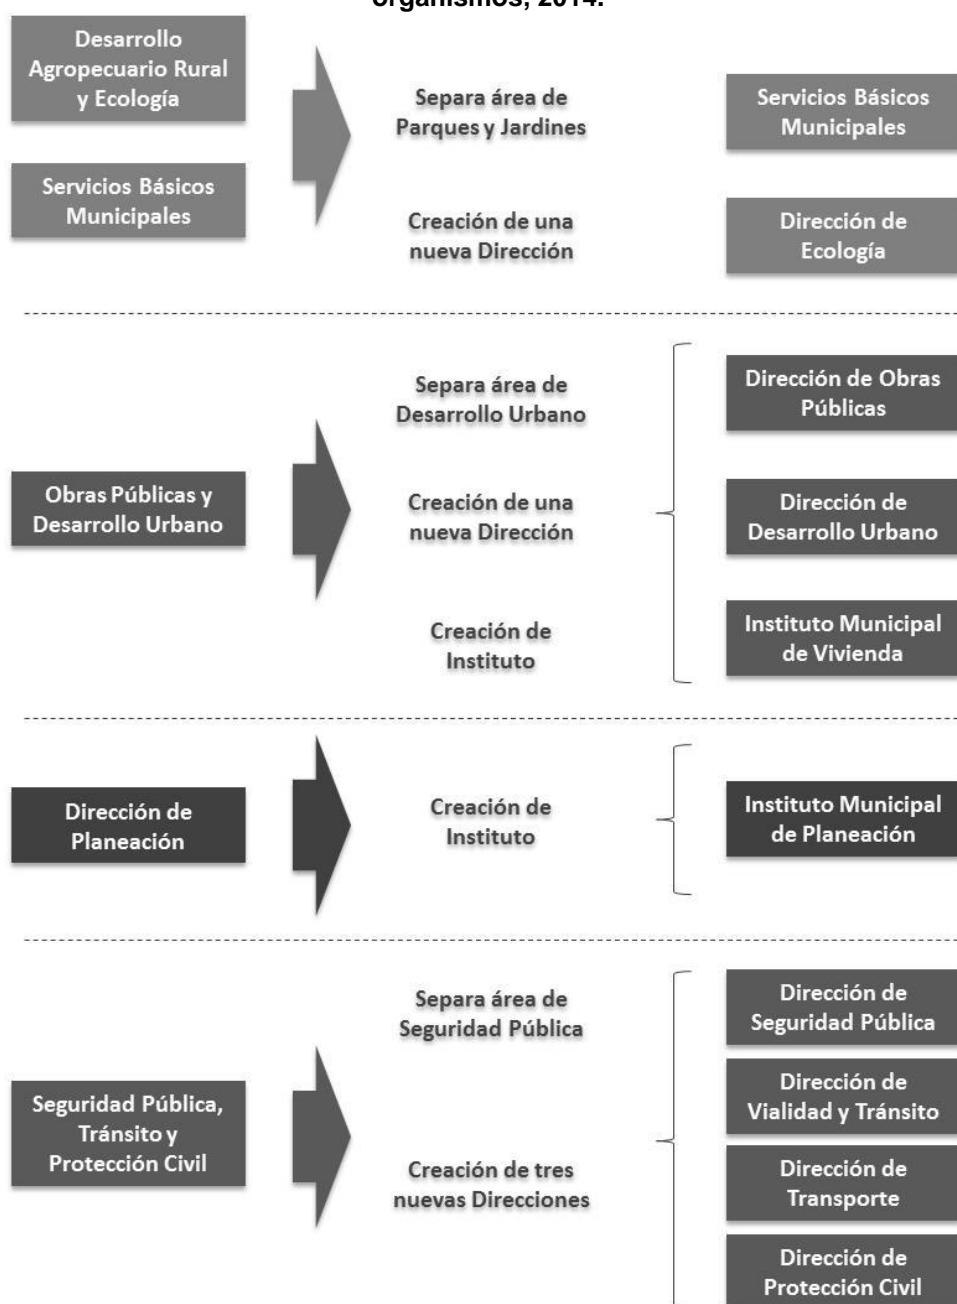 organismos, 2014.
Desarrollo
Agropecuario Rural
y Ecología
Servicios Básicos
Municipales
Separa área de
Parques y Jardines
Creación de una
nueva Dirección
Servicios Básicos
Municipales
Dirección de
Ecología
Obras Públicas y
Desarrollo Urbano
Separa área de
Desarrollo Urbano
Creación de una
nueva Dirección
Creación de
Instituto
Dirección de Obras
Públicas
Dirección de
Desarrollo Urbano
Instituto Municipal
de Vivienda
Dirección de
Planeación
Creación de
Instituto
Instituto Municipal
de Planeación
Seguridad Pública,
Tránsito y
Protección Civil
Separa área de
Seguridad Pública
Creación de tres
nuevas Direcciones
Dirección de
Seguridad Pública
Dirección de
Vialidad y Tránsito
Dirección de
Transporte
Dirección de
Protección Civil